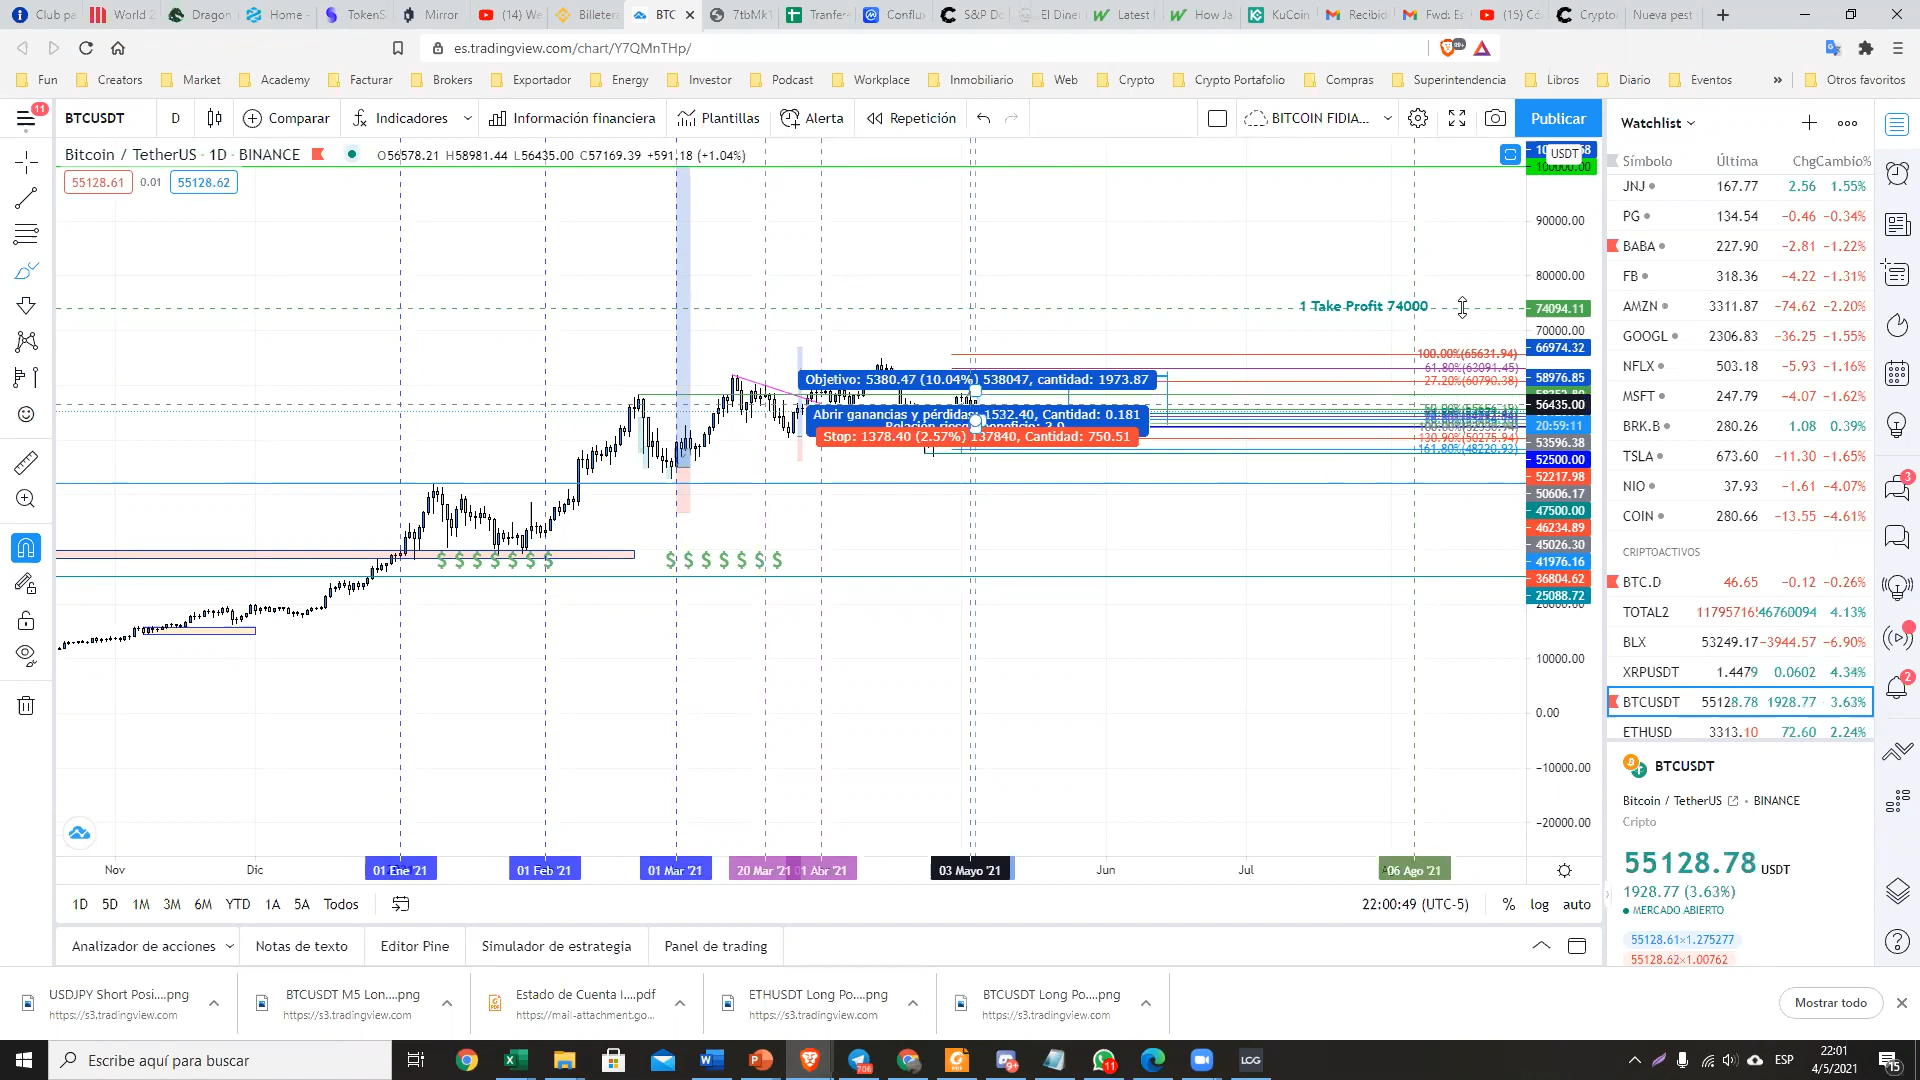 Club pa
World 2
Dragon
Home -
TokenS
Mirror
(14) We
Billeter
BTC
7tbMk1
Tranfer
Conflux
S&P Do
El Diner
Latest
How Ja
KuCoin
Recibid
Fwd: Es
(15) Có
Crypto
Nueva pest
es.tradingview.com/chart/Y7QMnTHp/
Fun
Creators
Market
Academy
Facturar
Brokers
Exportador
Energy
Investor
Podcast
Workplace
Inmobiliario
Web
Crypto
Crypto Portafolio
Compras
Superintendencia
Libros
Diario
Eventos
»
Otros favoritos
11
BTCUSDT
D
Comparar
Indicadores
Información financiera
Plantillas
Alerta
Repetición
BITCOIN FIDIA...
Publicar
Watchlist
Bitcoin / TetherUS · 1D · BINANCE
O56578.21 H58981.44 L56435.00 C57169.39 +591.18 (+1.04%)
USDT
55128.61
0.01
55128.62
100000.00
90000.00
80000.00
1 Take Profit 74000
74094.11
70000.00
66974.32
100.00%(65631.94)
61.80%(63091.45)
27.20%(60790.38)
58976.85
56435.00
20:59:11
53596.38
52500.00
52217.98
50606.17
47500.00
46234.89
45026.30
41976.16
36804.62
25088.72
130.90%(50275.94)
161.80%(48220.93)
Objetivo: 5380.47 (10.04%) 538047, cantidad: 1973.87
Abrir ganancias y pérdidas: 1532.40, Cantidad: 0.181
Stop: 1378.40 (2.57%) 137840, Cantidad: 750.51
$ $ $ $ $ $ $
$ $ $ $ $ $ $
20000.00
10000.00
0.00
−10000.00
−20000.00
Nov
Dic
01 Ene '21
01 Feb '21
01 Mar '21
20 Mar '21
1 Abr '21
03 Mayo '21
Jun
Jul
06 Ago '21
1D
5D
1M
3M
6M
YTD
1A
5A
Todos
22:00:49 (UTC-5)
%
log
auto
Analizador de acciones
Notas de texto
Editor Pine
Simulador de estrategia
Panel de trading
Símbolo Última Chg Cambio%
JNJ 167.77 2.56 1.55%
PG 134.54 −0.46 −0.34%
BABA 227.90 −2.81 −1.22%
FB 318.36 −4.22 −1.31%
AMZN 3311.87 −74.62 −2.20%
GOOGL 2306.83 −36.25 −1.55%
NFLX 503.18 −5.93 −1.16%
MSFT 247.79 −4.07 −1.62%
BRK.B 280.26 1.08 0.39%
TSLA 673.60 −11.30 −1.65%
NIO 37.93 −1.61 −4.07%
COIN 280.66 −13.55 −4.61%
CRIPTOACTIVOS
BTC.D 46.65 −0.12 −0.26%
TOTAL2 4.13%
BLX 53249.17 −3944.57 −6.90%
XRPUSDT 1.4479 0.0602 4.34%
BTCUSDT 55128.78 1928.77 3.63%
ETHUSD 3313.10 72.60 2.24%
BTCUSDT
Bitcoin / TetherUS · BINANCE
Cripto
55128.78 USDT
1928.77 (3.63%)
MERCADO ABIERTO
55128.61×1.275277
55128.62×1.00762
3
2
USDJPY Short Posi....png
https://s3.tradingview.com
BTCUSDT M5 Lon....png
https://s3.tradingview.com
Estado de Cuenta I....pdf
https://mail-attachment.go...
ETHUSDT Long Po....png
https://s3.tradingview.com
BTCUSDT Long Po....png
https://s3.tradingview.com
Mostrar todo
Escribe aquí para buscar
706
9+
11
LCG
ESP
22:01
4/5/2021
15